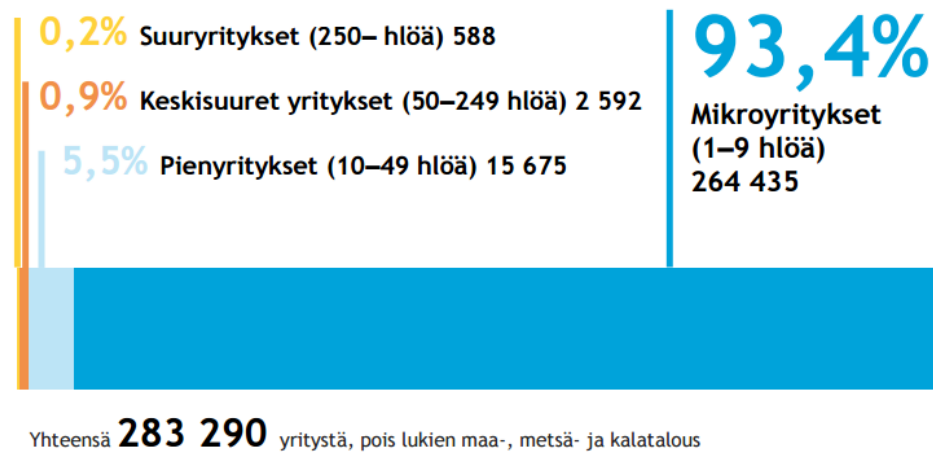 0,2% Suuryritykset (250– hlöä) 588
0,9% Keskisuuret yritykset (50–249 hlöä) 2 592
5,5% Pienyritykset (10–49 hlöä) 15 675
93,4%
Mikroyritykset
(1–9 hlöä)
264 435
Yhteensä 283 290 yritystä, pois lukien maa-, metsä- ja kalatalous